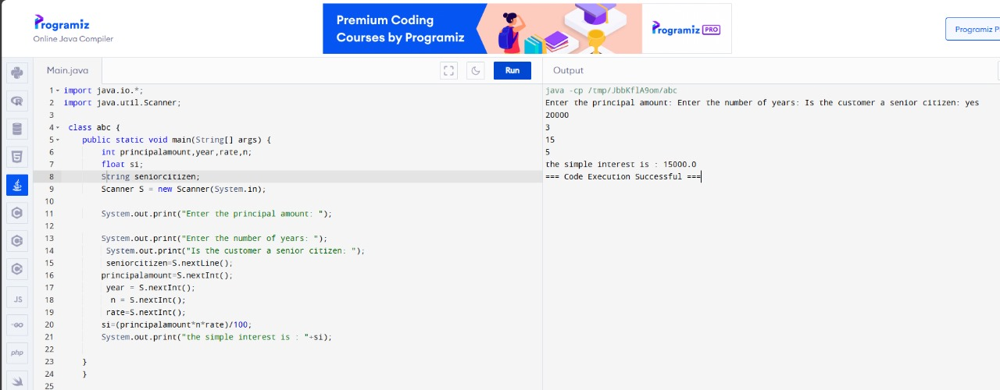 Programiz
Online Java Compiler
Premium Coding
Courses by Programiz
Programiz PRO
Main.java
Run
Output
1 import java.io.*;
2 import java.util.Scanner;
3
4 class abc {
5 public static void main(String[] args) {
6 int principalamount,year,rate,n;
7 float si;
8 String seniorcitizen;
9 Scanner S = new Scanner(System.in);
10
11 System.out.print("Enter the principal amount: ");
12
13 System.out.print("Enter the number of years: ");
14 System.out.print("Is the customer a senior citizen: ");
15 seniorcitizen=S.nextLine();
16 principalamount=S.nextInt();
17 year = S.nextInt();
18 n = S.nextInt();
19 rate=S.nextInt();
20 si=(principalamount*n*rate)/100;
21 System.out.print("the simple interest is : "+si);
22
23 }
24 }
25
java -cp /tmp/JbbKflA9om/abc
Enter the principal amount: Enter the number of years: Is the customer a senior citizen: yes
20000
3
15
5
the simple interest is : 15000.0
=== Code Execution Successful ===
JS
GO
php